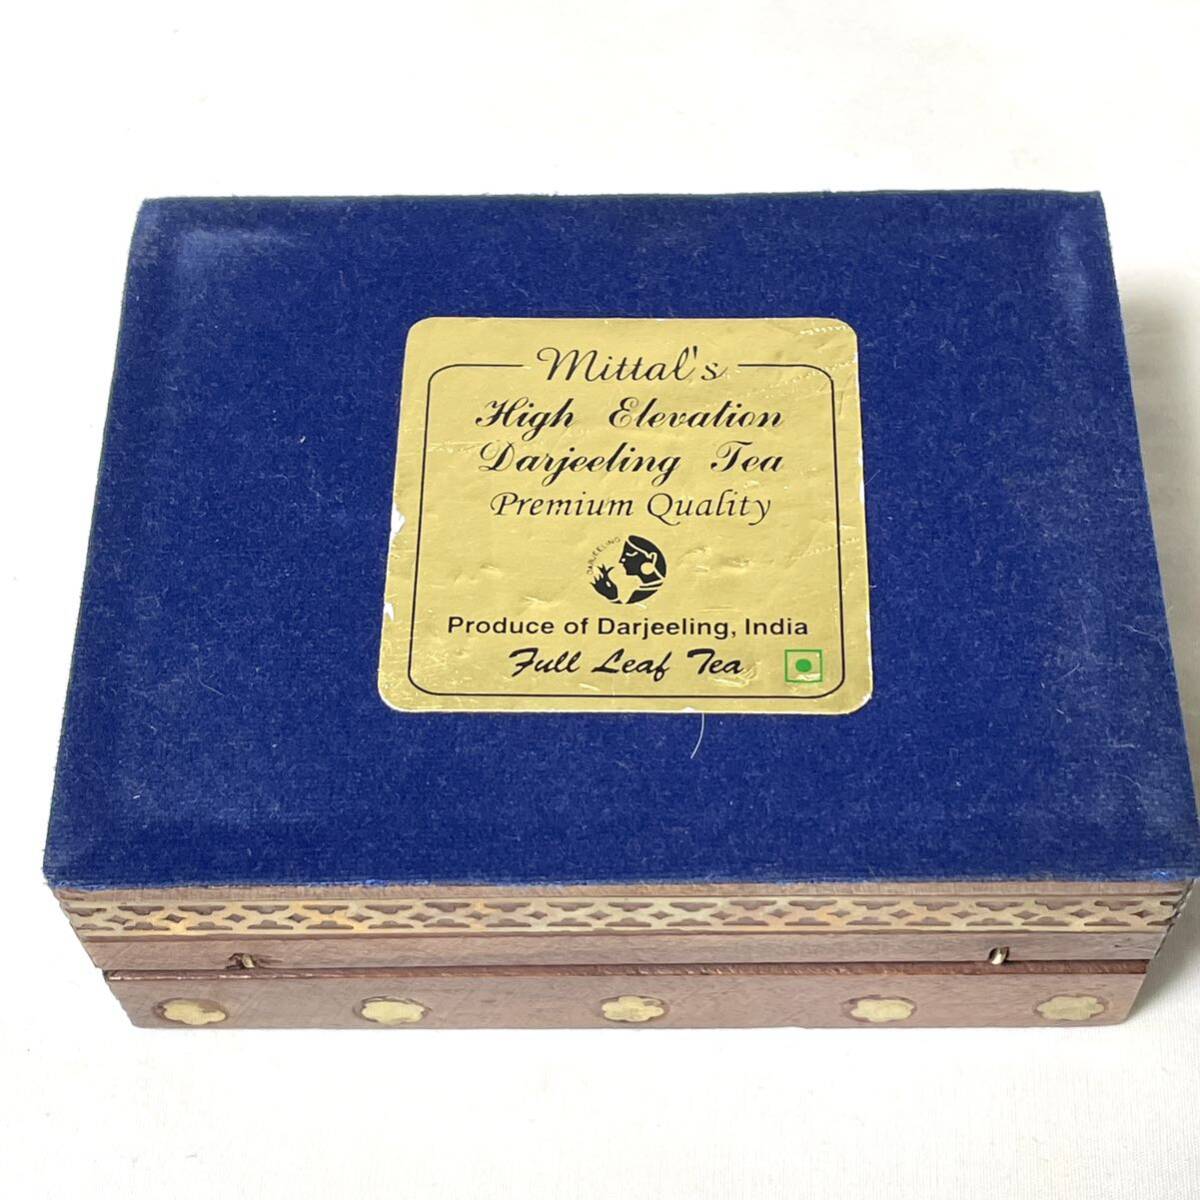 Mittal's
High Elevation
Darjeeling Tea
Premium Quality
DARJEELING
Produce of Darjeeling, India
Full Leaf Tea